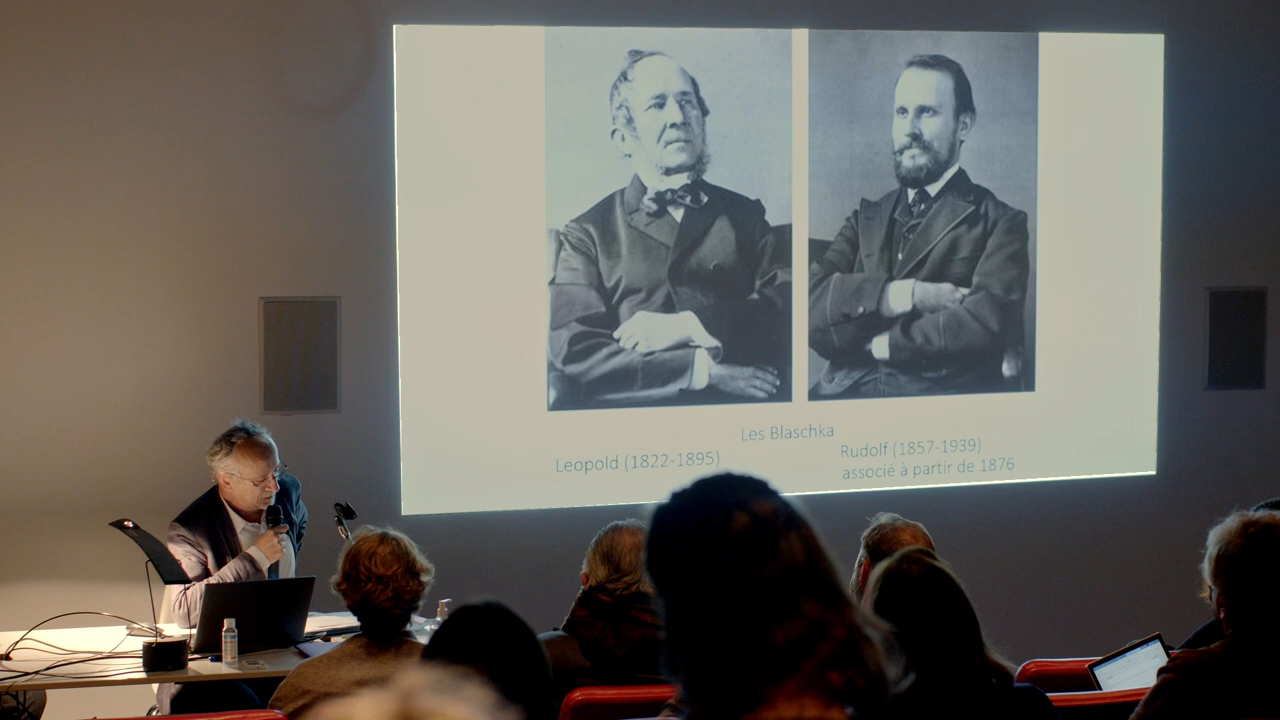 Les Blaschka
Leopold (1822-1895)
Rudolf (1857-1939)
associé à partir de 1876